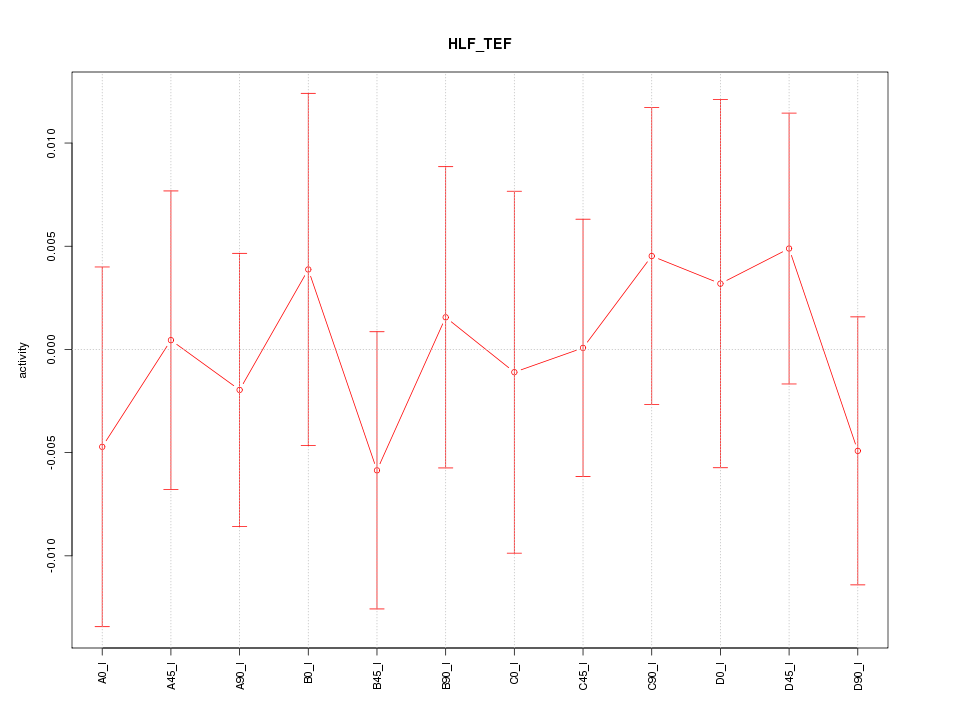 HLF_TEF
activity
0.010
0.005
0.000
-0.005
-0.010
A0_I
A45_I
A90_I
B0_I
B45_I
B90_I
C0_I
C45_I
C90_I
D0_I
D45_I
D90_I